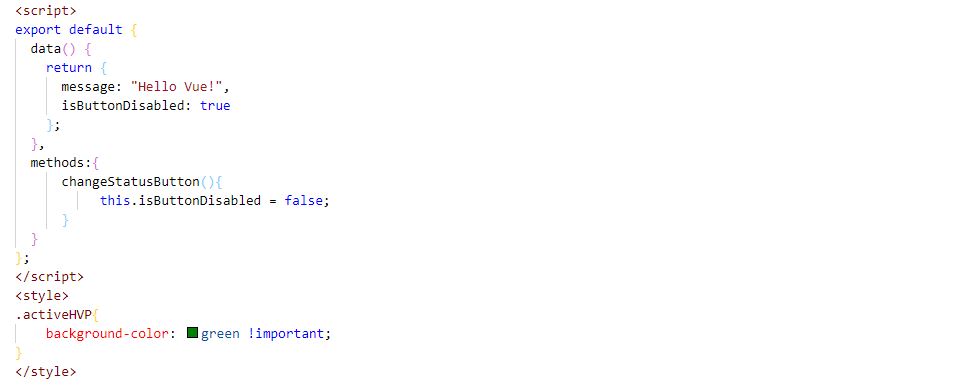 <script>
export default {
  data() {
    return {
      message: "Hello Vue!",
      isButtonDisabled: true
    };
  },
  methods:{
      changeStatusButton(){
           this.isButtonDisabled = false;
      }
  }
};
</script>
<style>
.activeHVP{
    background-color: green !important;
}
</style>